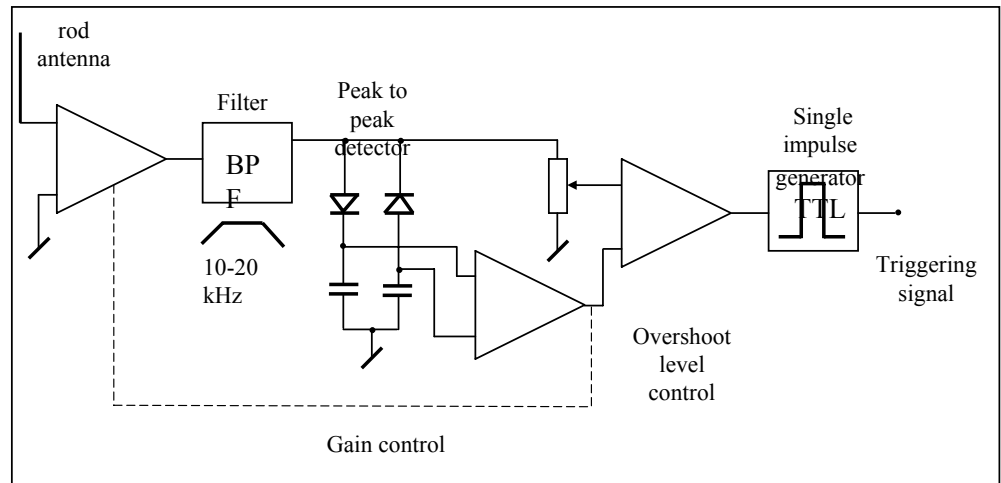 rod
antenna
Filter
BP
F
10-20
kHz
Peak to
peak
detector
Single
impulse
generator
TTL
Triggering
signal
Overshoot
level
control
Gain control